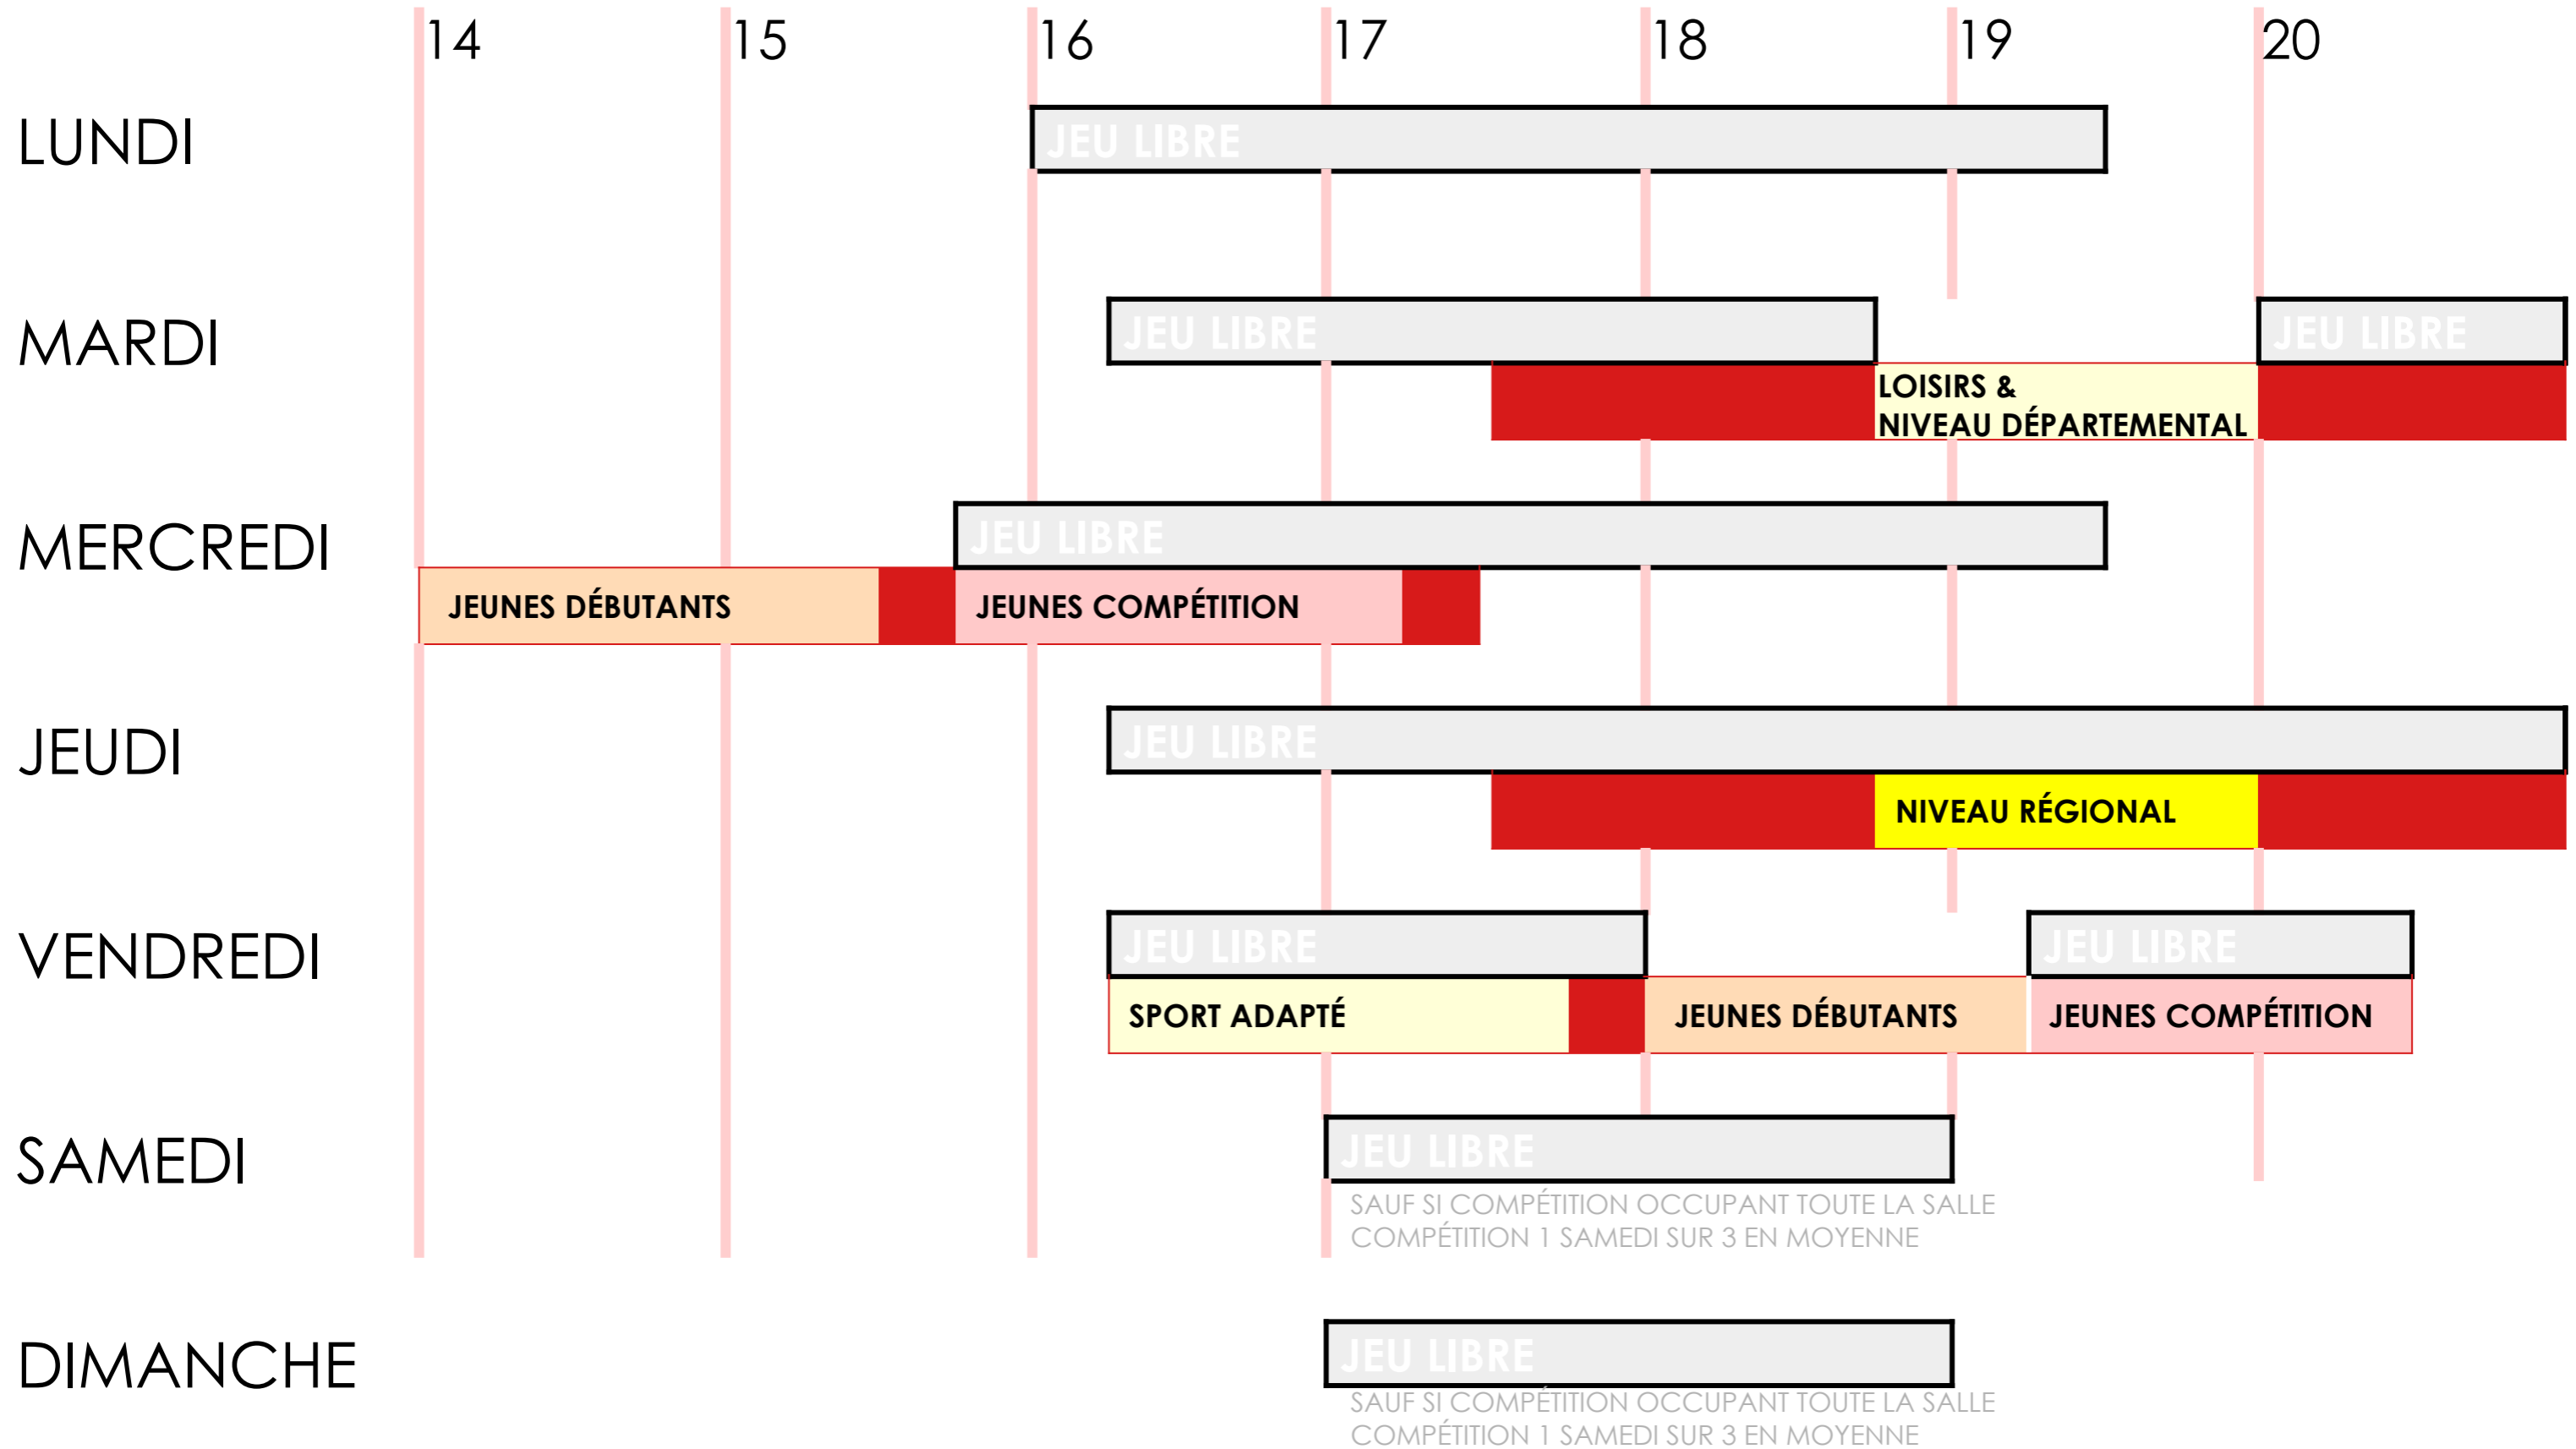 14 15 16 17 18 19 20
LUNDI
JEU LIBRE
MARDI
JEU LIBRE
JEU LIBRE
LOISIRS &
NIVEAU DÉPARTEMENTAL
MERCREDI
JEU LIBRE
JEUNES DÉBUTANTS
JEUNES COMPÉTITION
JEUDI
JEU LIBRE
NIVEAU RÉGIONAL
VENDREDI
JEU LIBRE
JEU LIBRE
SPORT ADAPTÉ
JEUNES DÉBUTANTS
JEUNES COMPÉTITION
SAMEDI
JEU LIBRE
SAUF SI COMPÉTITION OCCUPANT TOUTE LA SALLE
COMPÉTITION 1 SAMEDI SUR 3 EN MOYENNE
DIMANCHE
JEU LIBRE
SAUF SI COMPÉTITION OCCUPANT TOUTE LA SALLE
COMPÉTITION 1 SAMEDI SUR 3 EN MOYENNE